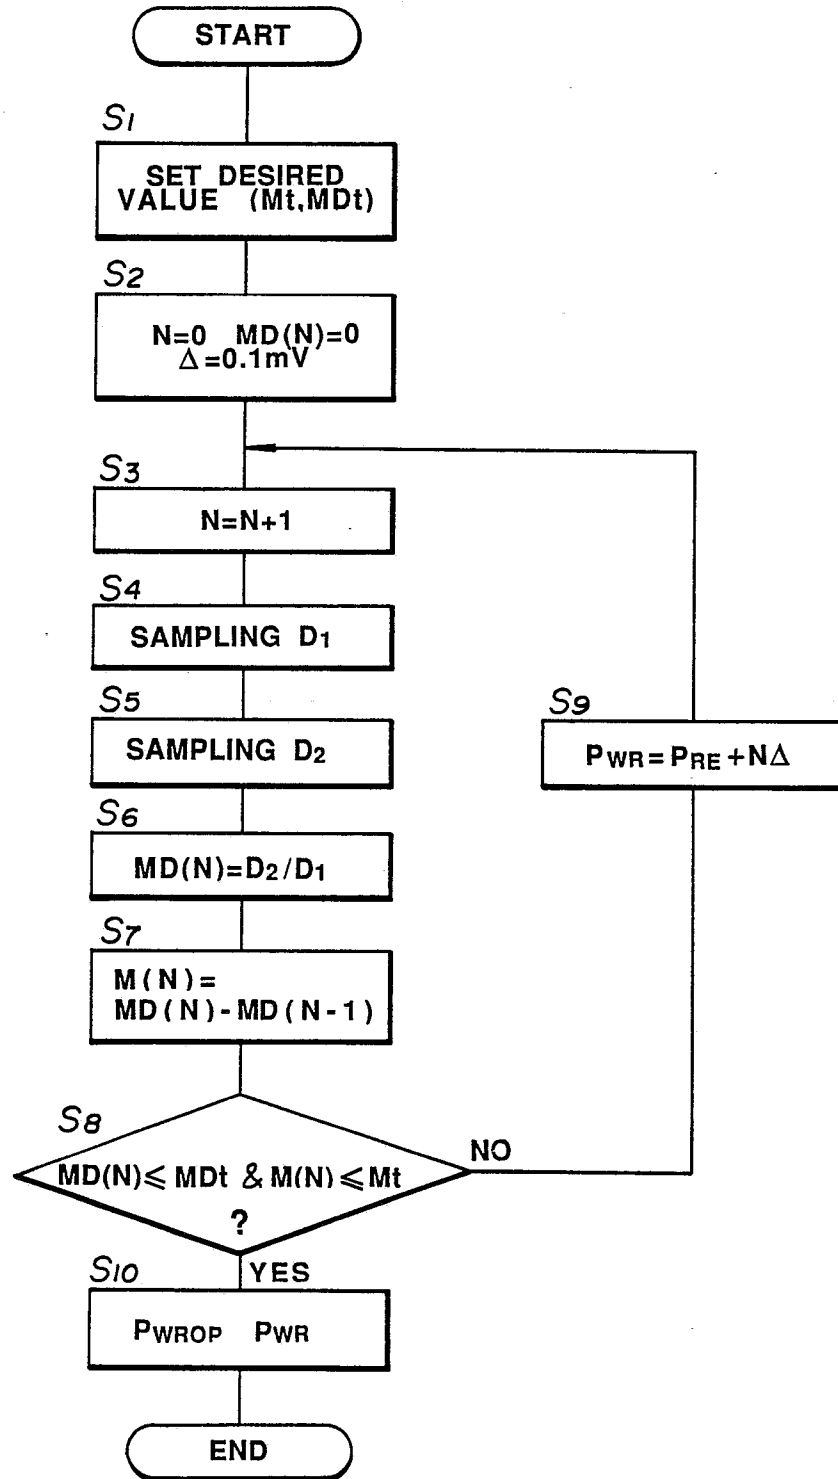 START
S1
SET DESIRED
VALUE (Mt,MDt)
S2
N=0 MD(N)=0
Δ=0.1mV
S3
N=N+1
S4
SAMPLING D1
S5
SAMPLING D2
S6
MD(N)=D2/D1
S7
M(N)=
MD(N)-MD(N-1)
S8
MD(N)≤MDt & M(N)≤Mt
?
NO
S9
PWR=PRE+NΔ
YES
S10
PWROP PWR
END